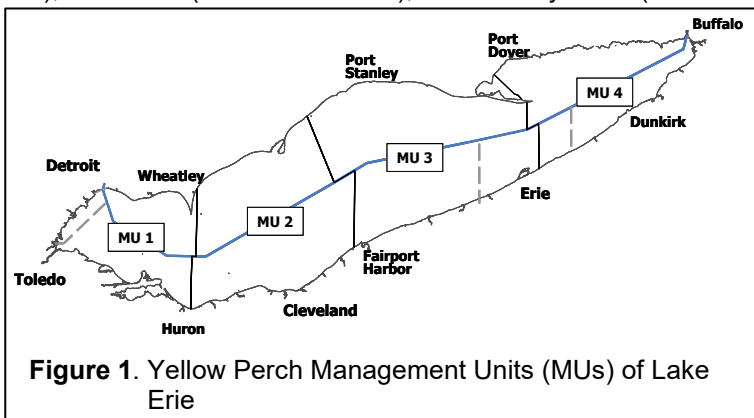 Buffalo
Port
Dover
Port
Stanley
MU 4
Dunkirk
MU 3
Detroit
Wheatley
Erie
MU 2
MU 1
Fairport
Harbor
Toledo
Cleveland
Huron
Figure 1. Yellow Perch Management Units (MUs) of Lake
Erie